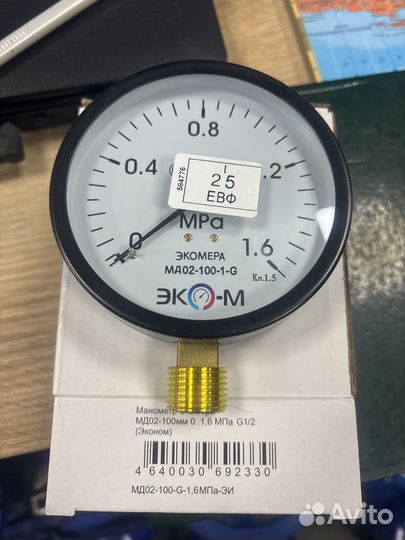 0.8
0.4
.2
584776
I
25
ЕВФ
MPa
0
1.6
ЭКОМЕРА
МД02-100-1-G
Кл.1.5
ЭКО-М
Манометр
МД02-100мм 0..1,6 МПа G1/2
(Эконом)
4 640030 692330
МД02-100-G-1,6МПа-ЭИ
Avito